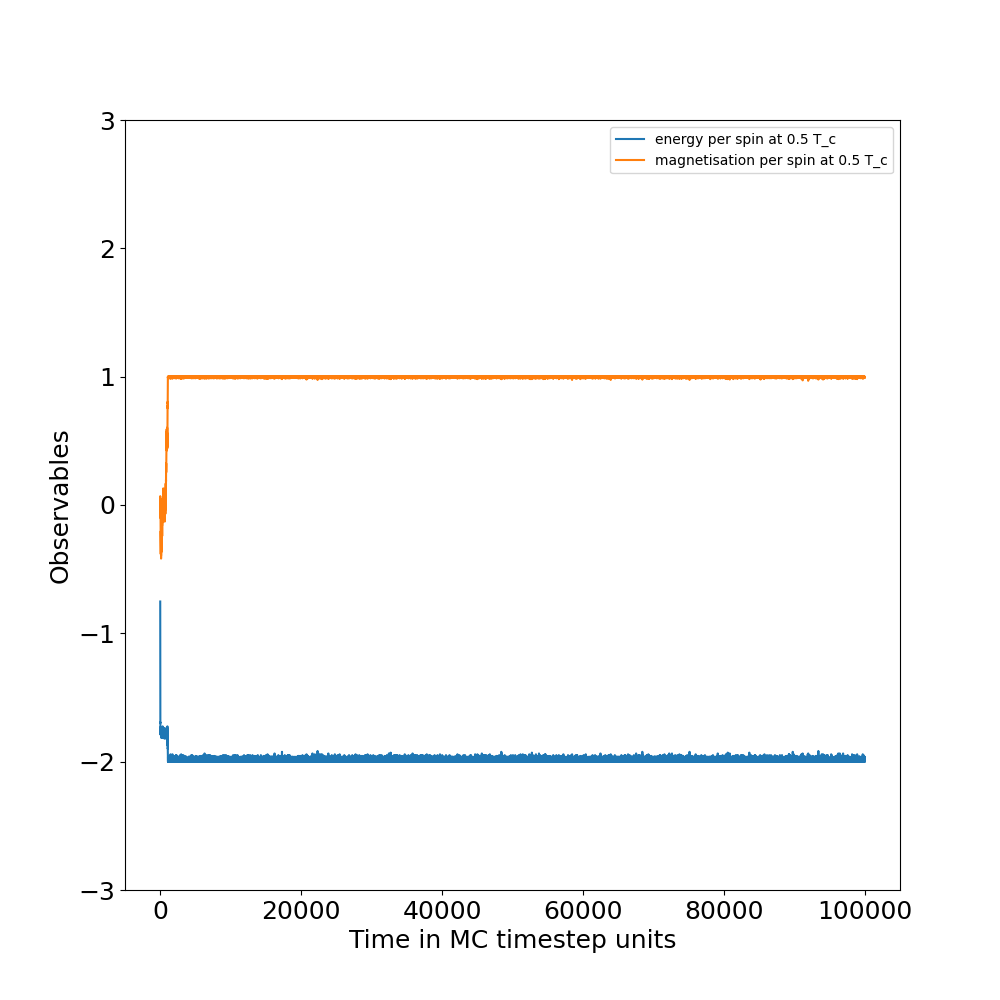 energy per spin at 0.5 T_c
magnetisation per spin at 0.5 T_c
3
2
1
0
−1
−2
−3
Observables
0 20000 40000 60000 80000 100000
Time in MC timestep units